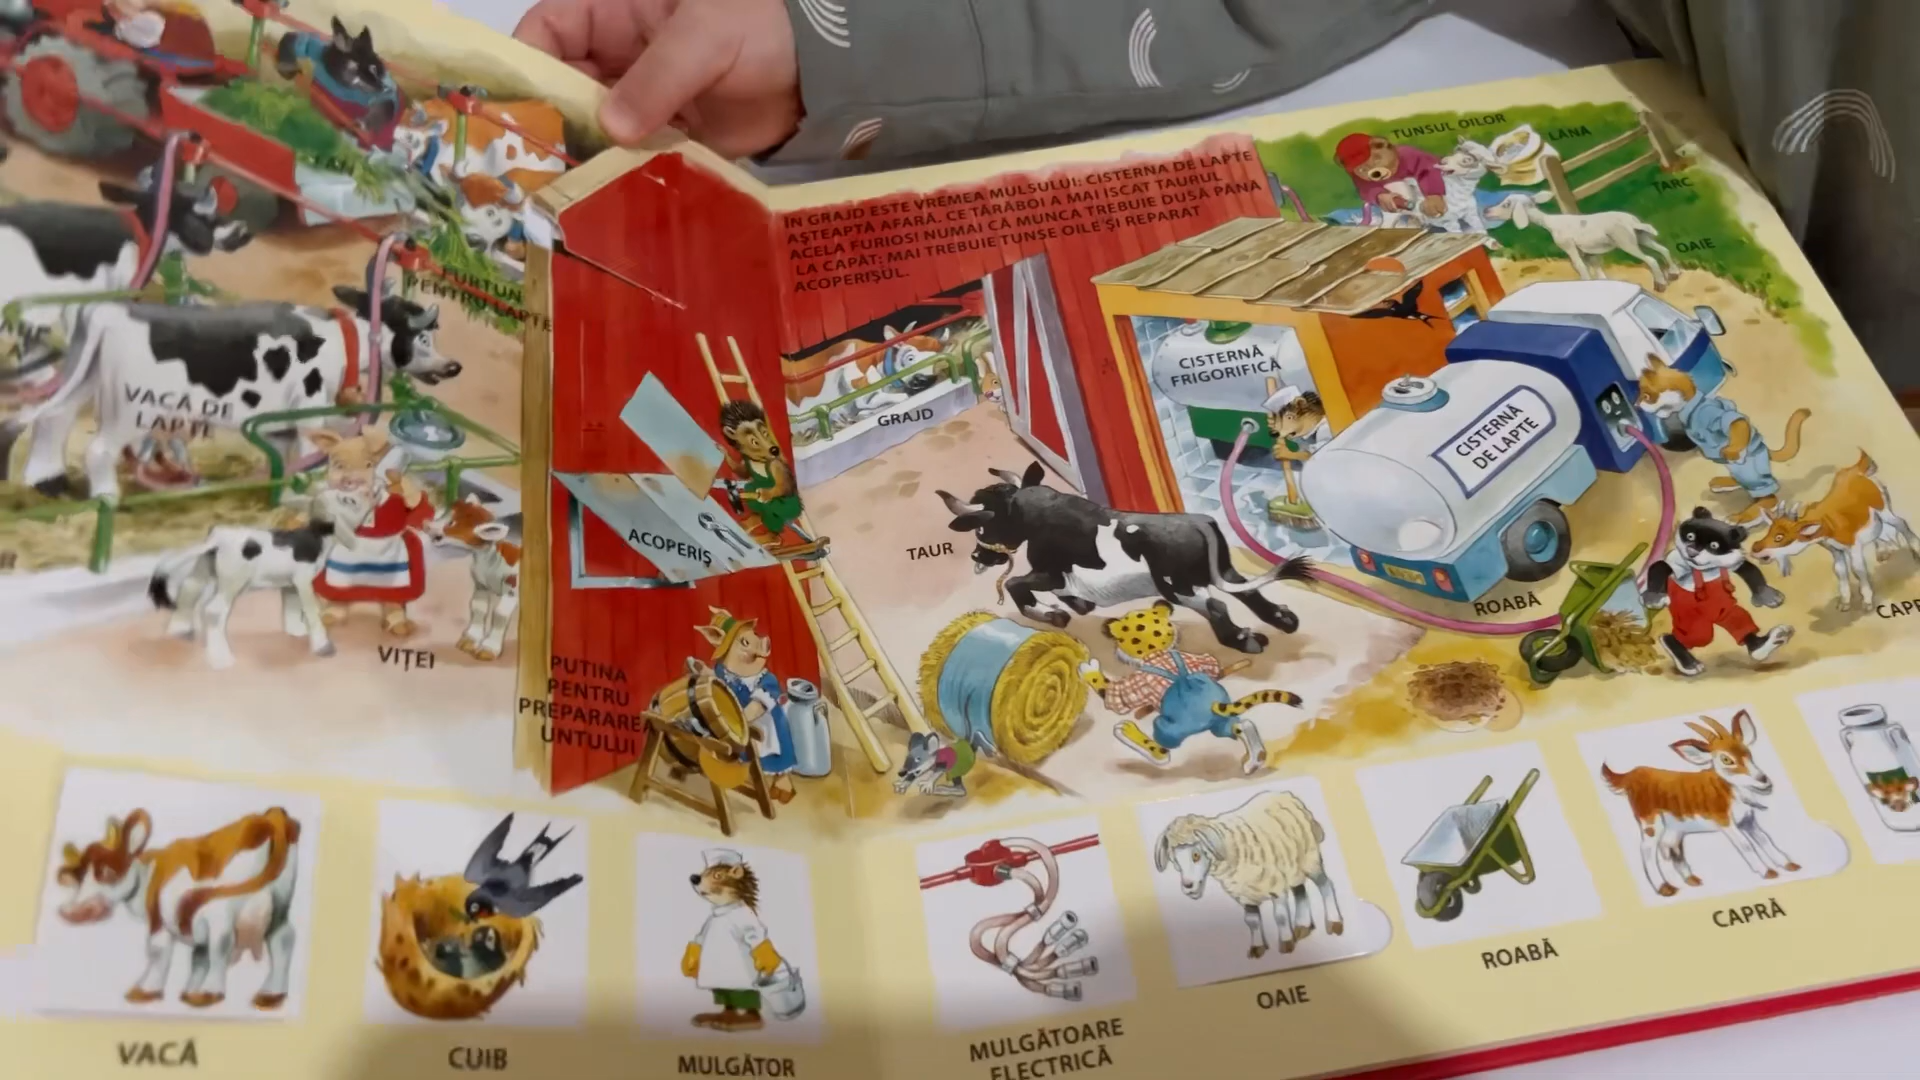 FURTUN
PENTRU LAPTE
VACĂ DE
LAPTE
VIȚEI
ÎN GRAJD ESTE VREMEA MULSULUI: CISTERNA DE LAPTE
AȘTEAPTĂ AFARĂ. CE TĂRĂBOI A MAI ISCAT TAURUL
ACELA FURIOS! NUMAI CĂ MUNCA TREBUIE DUSĂ PÂNĂ
LA CAPĂT: MAI TREBUIE TUNSE OILE ȘI REPARAT
ACOPERIȘUL.
TUNSUL OILOR
LÂNĂ
ȚARC
OAIE
CISTERNĂ
FRIGORIFICĂ
GRAJD
CISTERNĂ
DE LAPTE
ACOPERIȘ
TAUR
ROABĂ
PUTINA
PENTRU
PREPARAREA
UNTULUI
VACĂ
CUIB
MULGĂTOR
MULGĂTOARE
ELECTRICĂ
OAIE
ROABĂ
CAPRĂ